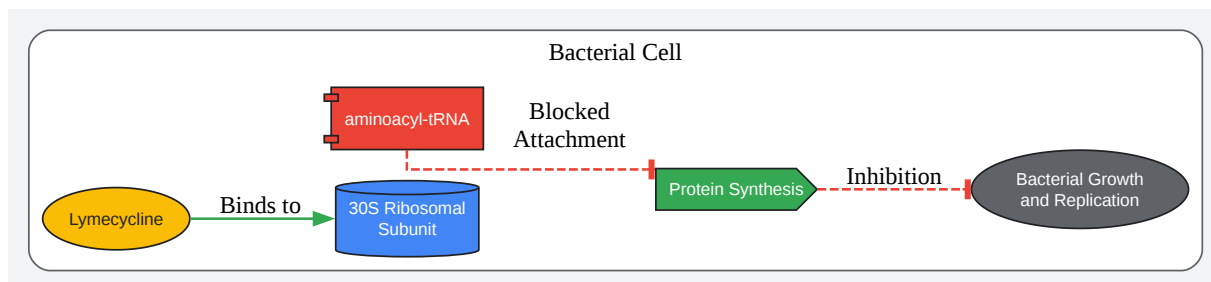 Bacterial Cell
aminoacyl-tRNA
Blocked
Attachment
Lymecycline
Binds to
30S Ribosomal
Subunit
Protein Synthesis
Inhibition
Bacterial Growth
and Replication